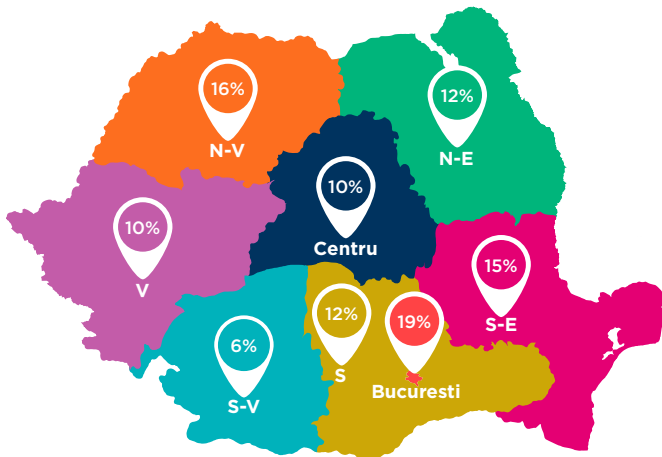 16%
N-V
12%
N-E
10%
Centru
10%
V
15%
S-E
12%
S
19%
Bucuresti
6%
S-V